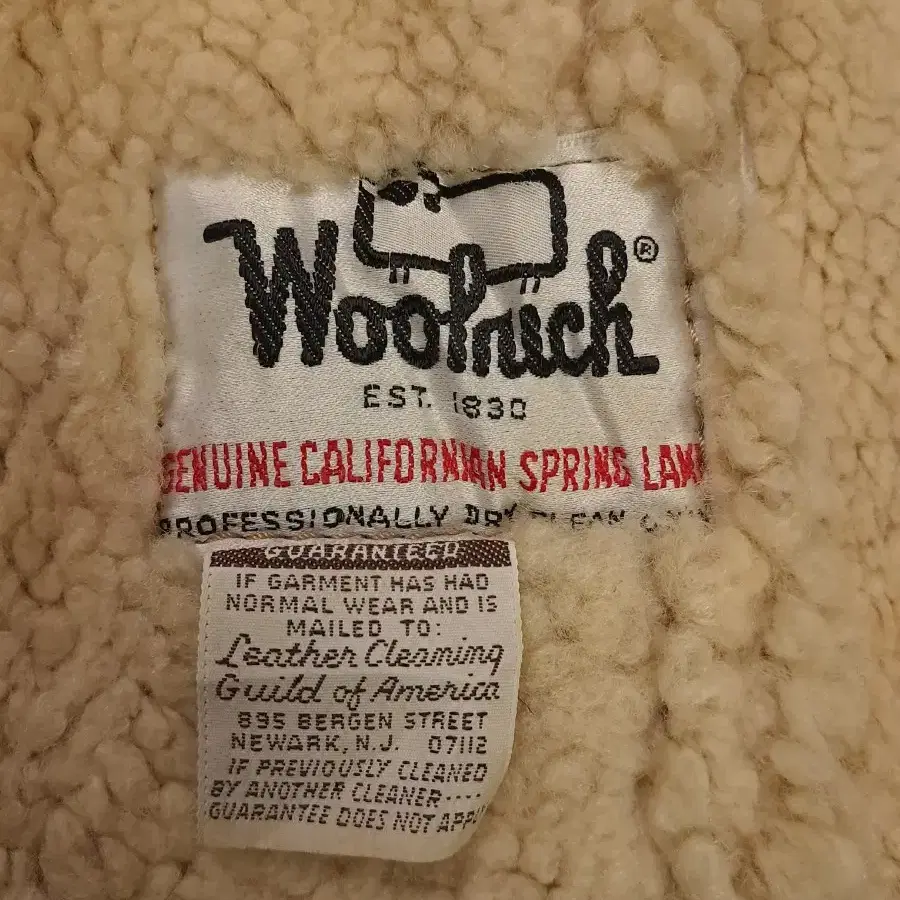 Woolrich®
EST. 1830
GENUINE CALIFORNIAN SPRING LAM
PROFESSIONALLY DRY CLEAN
GUARANTEED
IF GARMENT HAS HAD
NORMAL WEAR AND IS
MAILED TO:
Leather Cleaning
Guild of America
895 BERGEN STREET
NEWARK, N.J. 07112
IF PREVIOUSLY CLEANED
BY ANOTHER CLEANER····
GUARANTEE DOES NOT APP